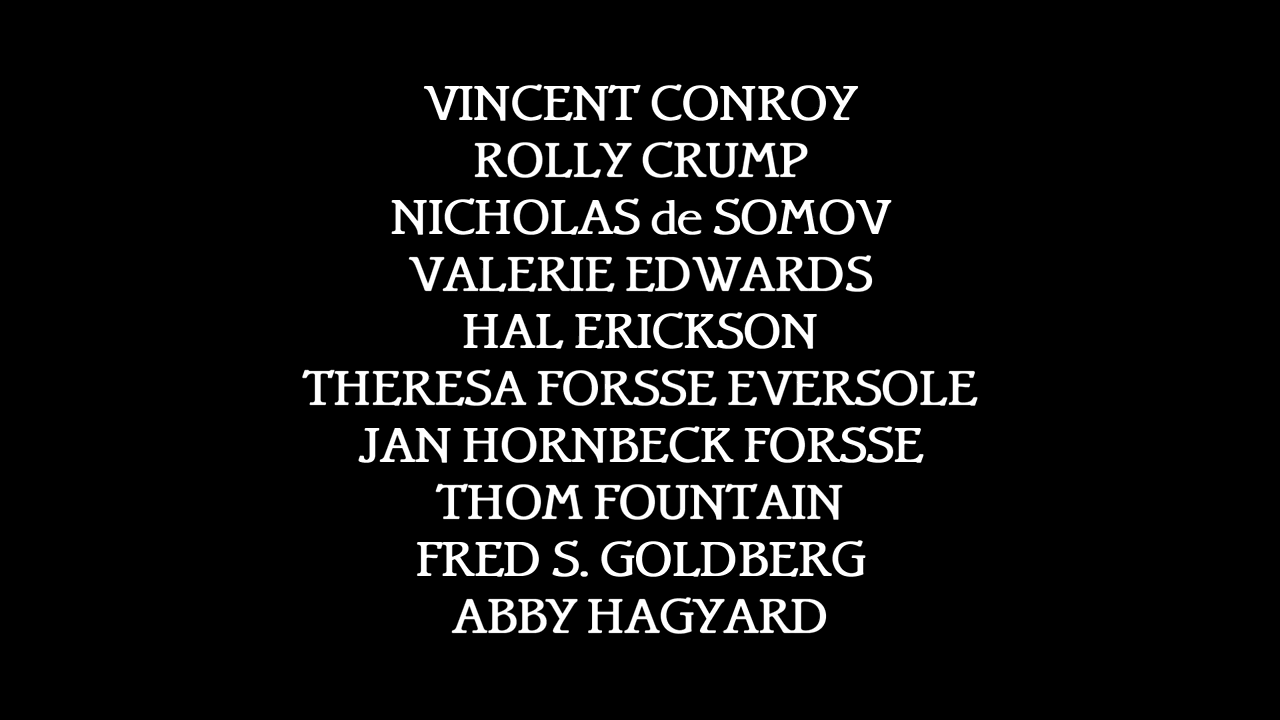 VINCENT CONROY
ROLLY CRUMP
NICHOLAS de SOMOV
VALERIE EDWARDS
HAL ERICKSON
THERESA FORSSE EVERSOLE
JAN HORNBECK FORSSE
THOM FOUNTAIN
FRED S. GOLDBERG
ABBY HAGYARD